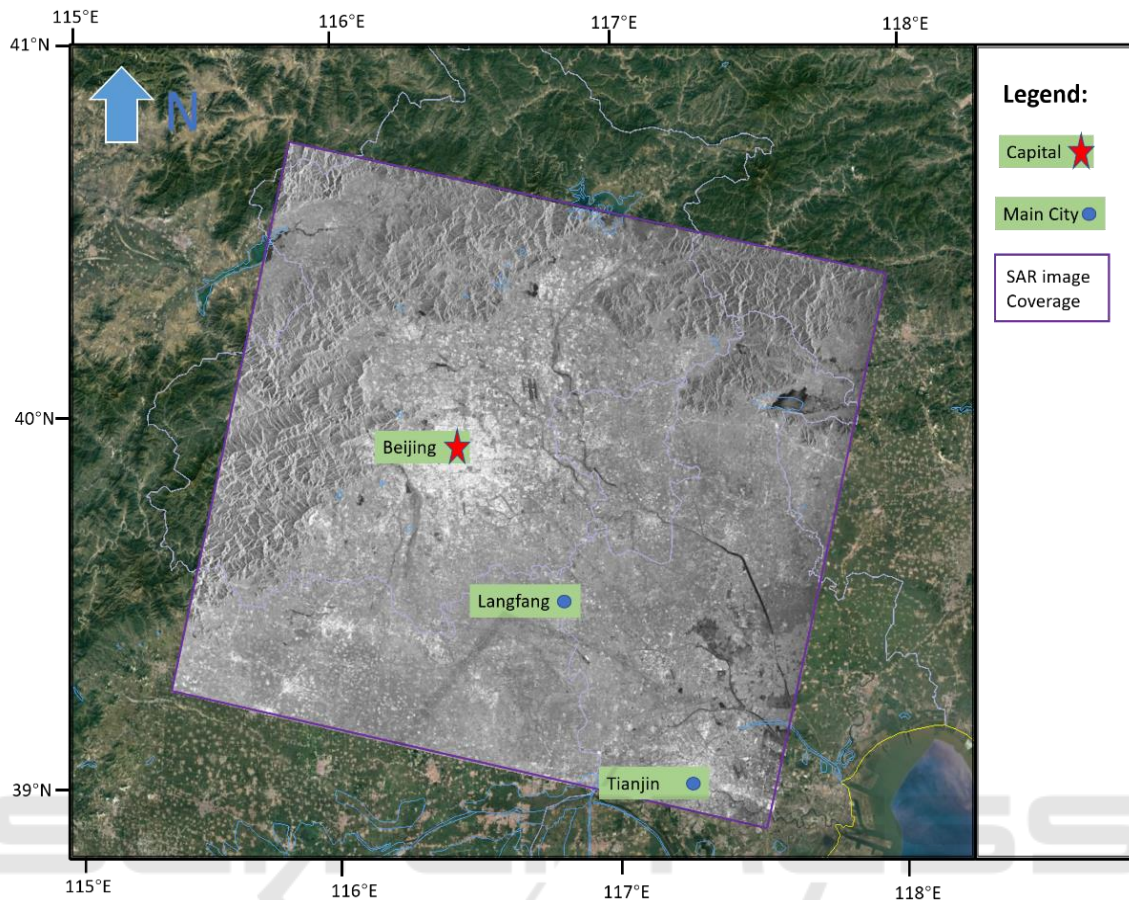 115°E
116°E
117°E
118°E
41°N
N
Legend:
Capital
Main City
SAR image
Coverage
40°N
Beijing
Langfang
39°N
Tianjin
115°E
116°E
117°E
118°E